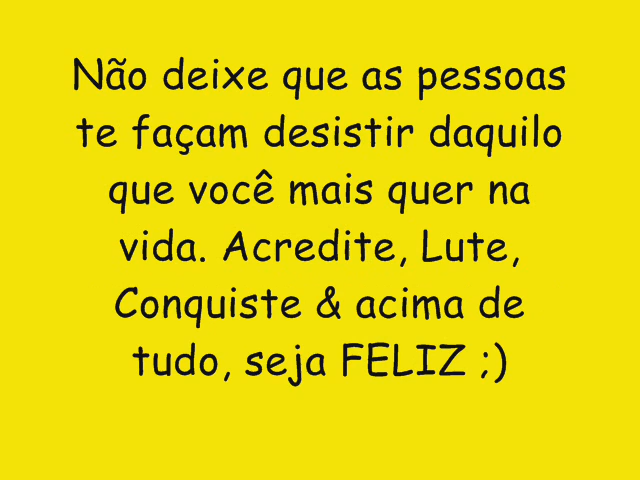 Não deixe que as pessoas
te façam desistir daquilo
que você mais quer na
vida. Acredite, Lute,
Conquiste & acima de
tudo, seja FELIZ ;)